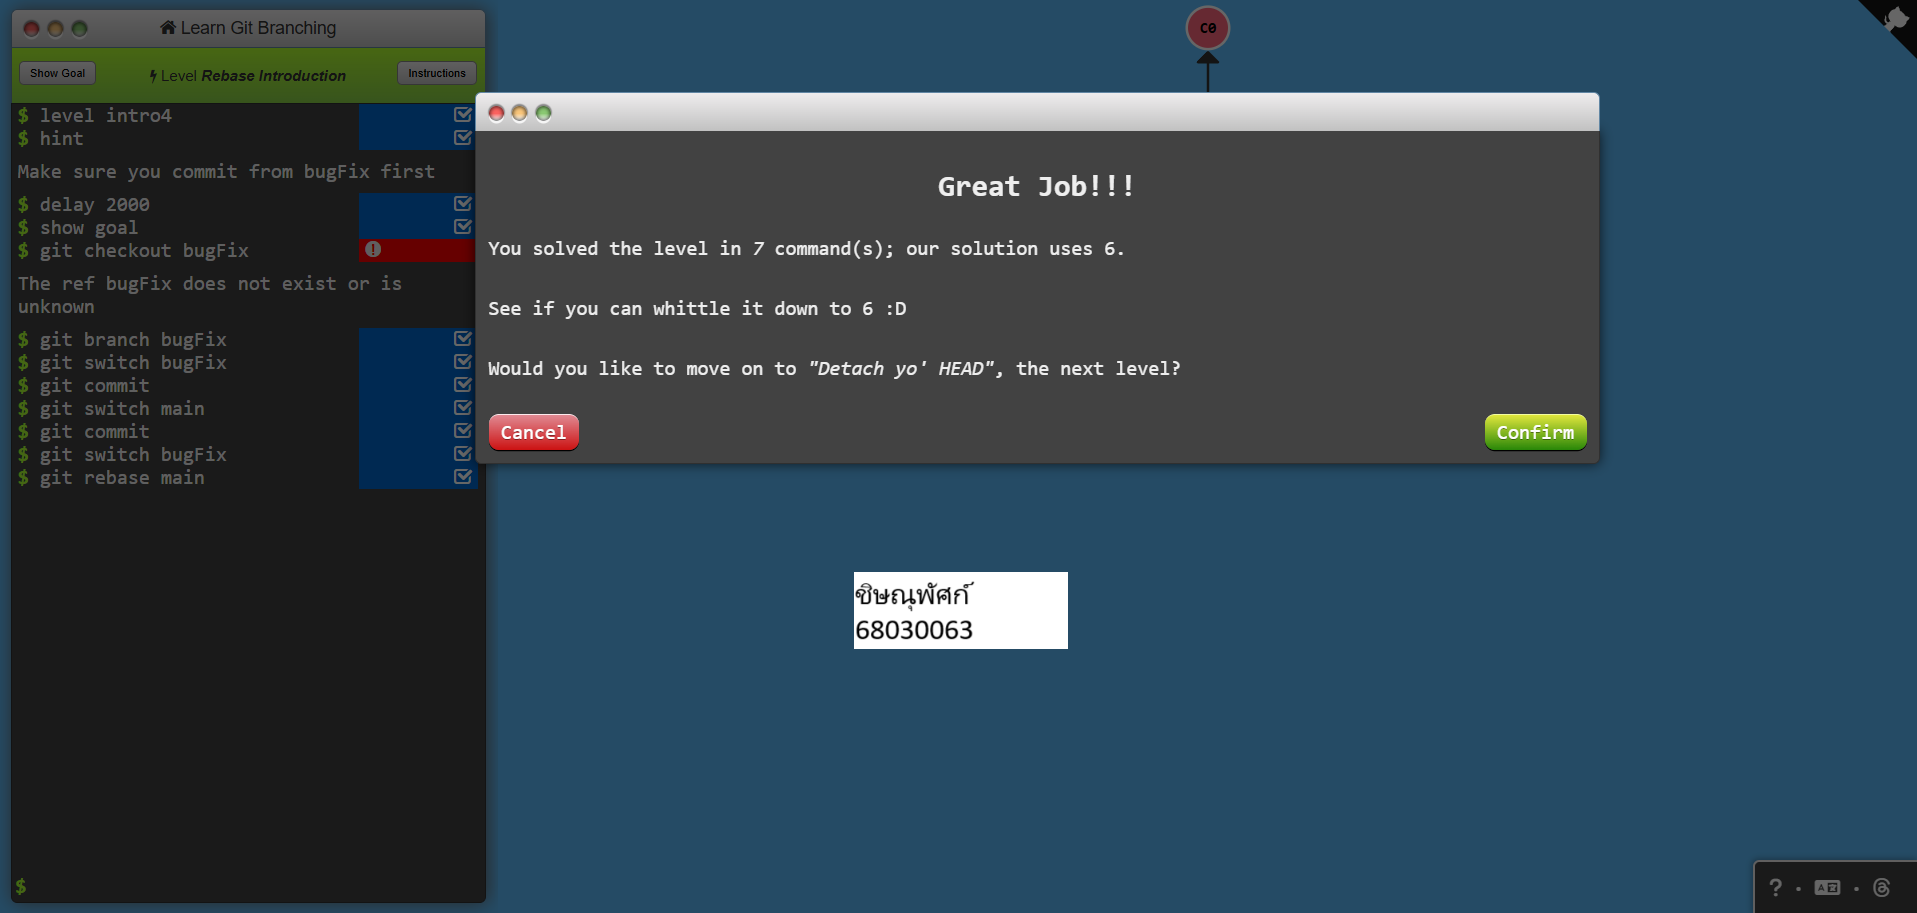 Learn Git Branching
Show Goal
Level Rebase Introduction
Instructions
$ level intro4
$ hint
Make sure you commit from bugFix first
$ delay 2000
$ show goal
$ git checkout bugFix
The ref bugFix does not exist or is
unknown
$ git branch bugFix
$ git switch bugFix
$ git commit
$ git switch main
$ git commit
$ git switch bugFix
$ git rebase main
$
C0
Great Job!!!
You solved the level in 7 command(s); our solution uses 6.
See if you can whittle it down to 6 :D
Would you like to move on to "Detach yo' HEAD", the next level?
Cancel
Confirm
ชิษณุพัศก์
68030063
?